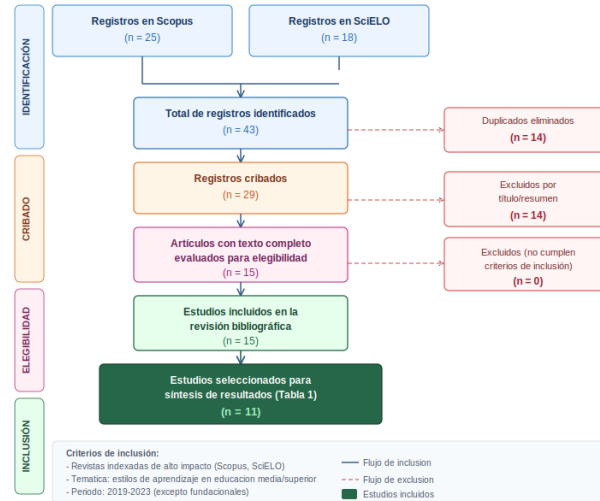 Registros en Scopus
(n = 25)
Registros en SciELO
(n = 18)
IDENTIFICACIÓN
Total de registros identificados
(n = 43)
Duplicados eliminados
(n = 14)
CRIBADO
Registros cribados
(n = 29)
Excluidos por
título/resumen
(n = 14)
Artículos con texto completo
evaluados para elegibilidad
(n = 15)
Excluidos (no cumplen
criterios de inclusión)
(n = 0)
ELEGIBILIDAD
Estudios incluidos en la
revisión bibliográfica
(n = 15)
Estudios seleccionados para
síntesis de resultados (Tabla 1)
(n = 11)
INCLUSIÓN
Criterios de inclusión:
- Revistas indexadas de alto impacto (Scopus, SciELO)
- Tematica: estilos de aprendizaje en educacion media/superior
- Periodo: 2019-2023 (excepto fundacionales)
Flujo de inclusion
Flujo de exclusion
Estudios incluidos